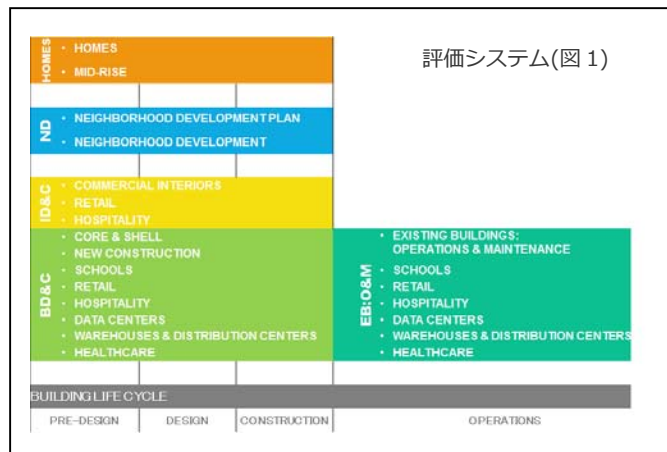 評価システム(図1)
HOMES
• HOMES
• MID-RISE
ND
• NEIGHBORHOOD DEVELOPMENT PLAN
• NEIGHBORHOOD DEVELOPMENT
ID&C
• COMMERCIAL INTERIORS
• RETAIL
• HOSPITALITY
BD&C
• CORE & SHELL
• NEW CONSTRUCTION
• SCHOOLS
• RETAIL
• HOSPITALITY
• DATA CENTERS
• WAREHOUSES & DISTRIBUTION CENTERS
• HEALTHCARE
EB:O&M
• EXISTING BUILDINGS:
OPERATIONS & MAINTENANCE
• SCHOOLS
• RETAIL
• HOSPITALITY
• DATA CENTERS
• WAREHOUSES & DISTRIBUTION CENTERS
• HEALTHCARE
BUILDING LIFE CYCLE
PRE-DESIGN
DESIGN
CONSTRUCTION
OPERATIONS